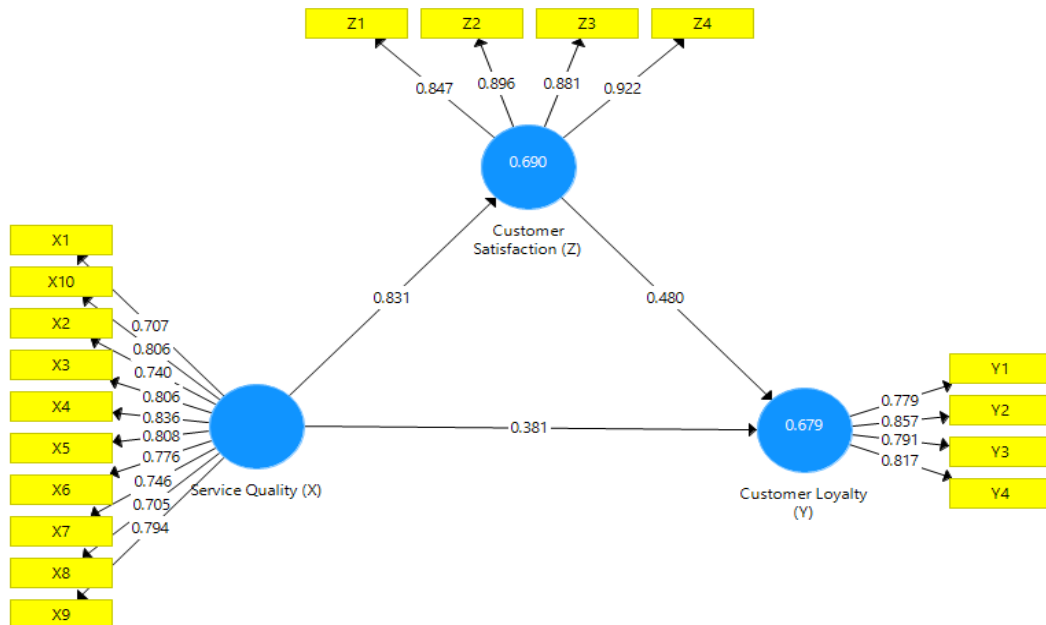 Z1
Z2
Z3
Z4
0.847
0.896
0.881
0.922
0.690
Customer
Satisfaction (Z)
X1
X10
X2
X3
X4
X5
X6
X7
X8
X9
0.707
0.806
0.740
0.806
0.836
0.808
0.776
0.746
0.705
0.794
Service Quality (X)
0.831
0.480
0.381
0.679
Customer Loyalty
(Y)
0.779
0.857
0.791
0.817
Y1
Y2
Y3
Y4